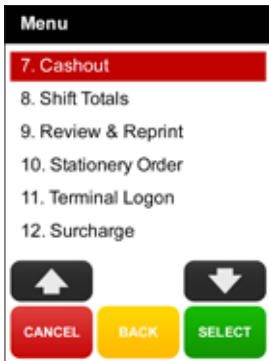 Menu
7. Cashout
8. Shift Totals
9. Review & Reprint
10. Stationery Order
11. Terminal Logon
12. Surcharge
CANCEL BACK SELECT